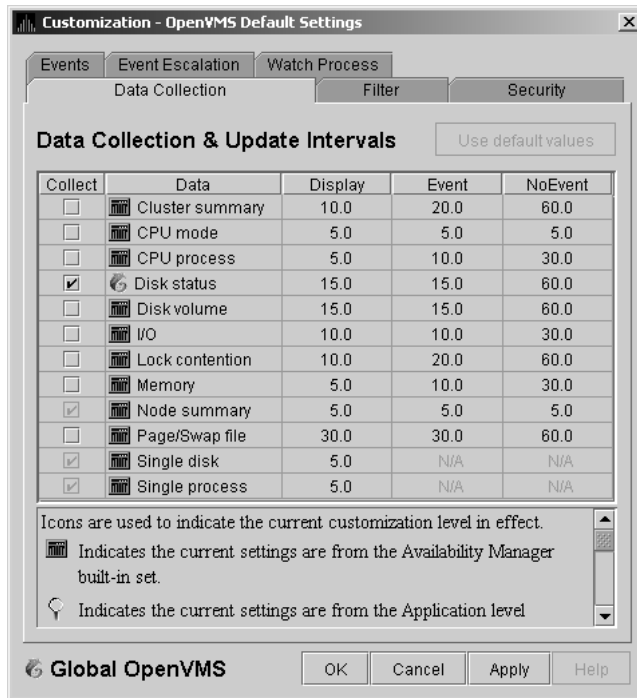 Customization - OpenVMS Default Settings
Events Event Escalation Watch Process
Data Collection Filter Security
Data Collection & Update Intervals Use default values
Collect Data Display Event NoEvent
Cluster summary 10.0 20.0 60.0
CPU mode 5.0 5.0 5.0
CPU process 5.0 10.0 30.0
Disk status 15.0 15.0 60.0
Disk volume 15.0 15.0 60.0
I/O 10.0 10.0 30.0
Lock contention 10.0 20.0 60.0
Memory 5.0 10.0 30.0
Node summary 5.0 5.0 5.0
Page/Swap file 30.0 30.0 60.0
Single disk 5.0 N/A N/A
Single process 5.0 N/A N/A
Icons are used to indicate the current customization level in effect.
Indicates the current settings are from the Availability Manager
built-in set.
Indicates the current settings are from the Application level
Global OpenVMS OK Cancel Apply Help